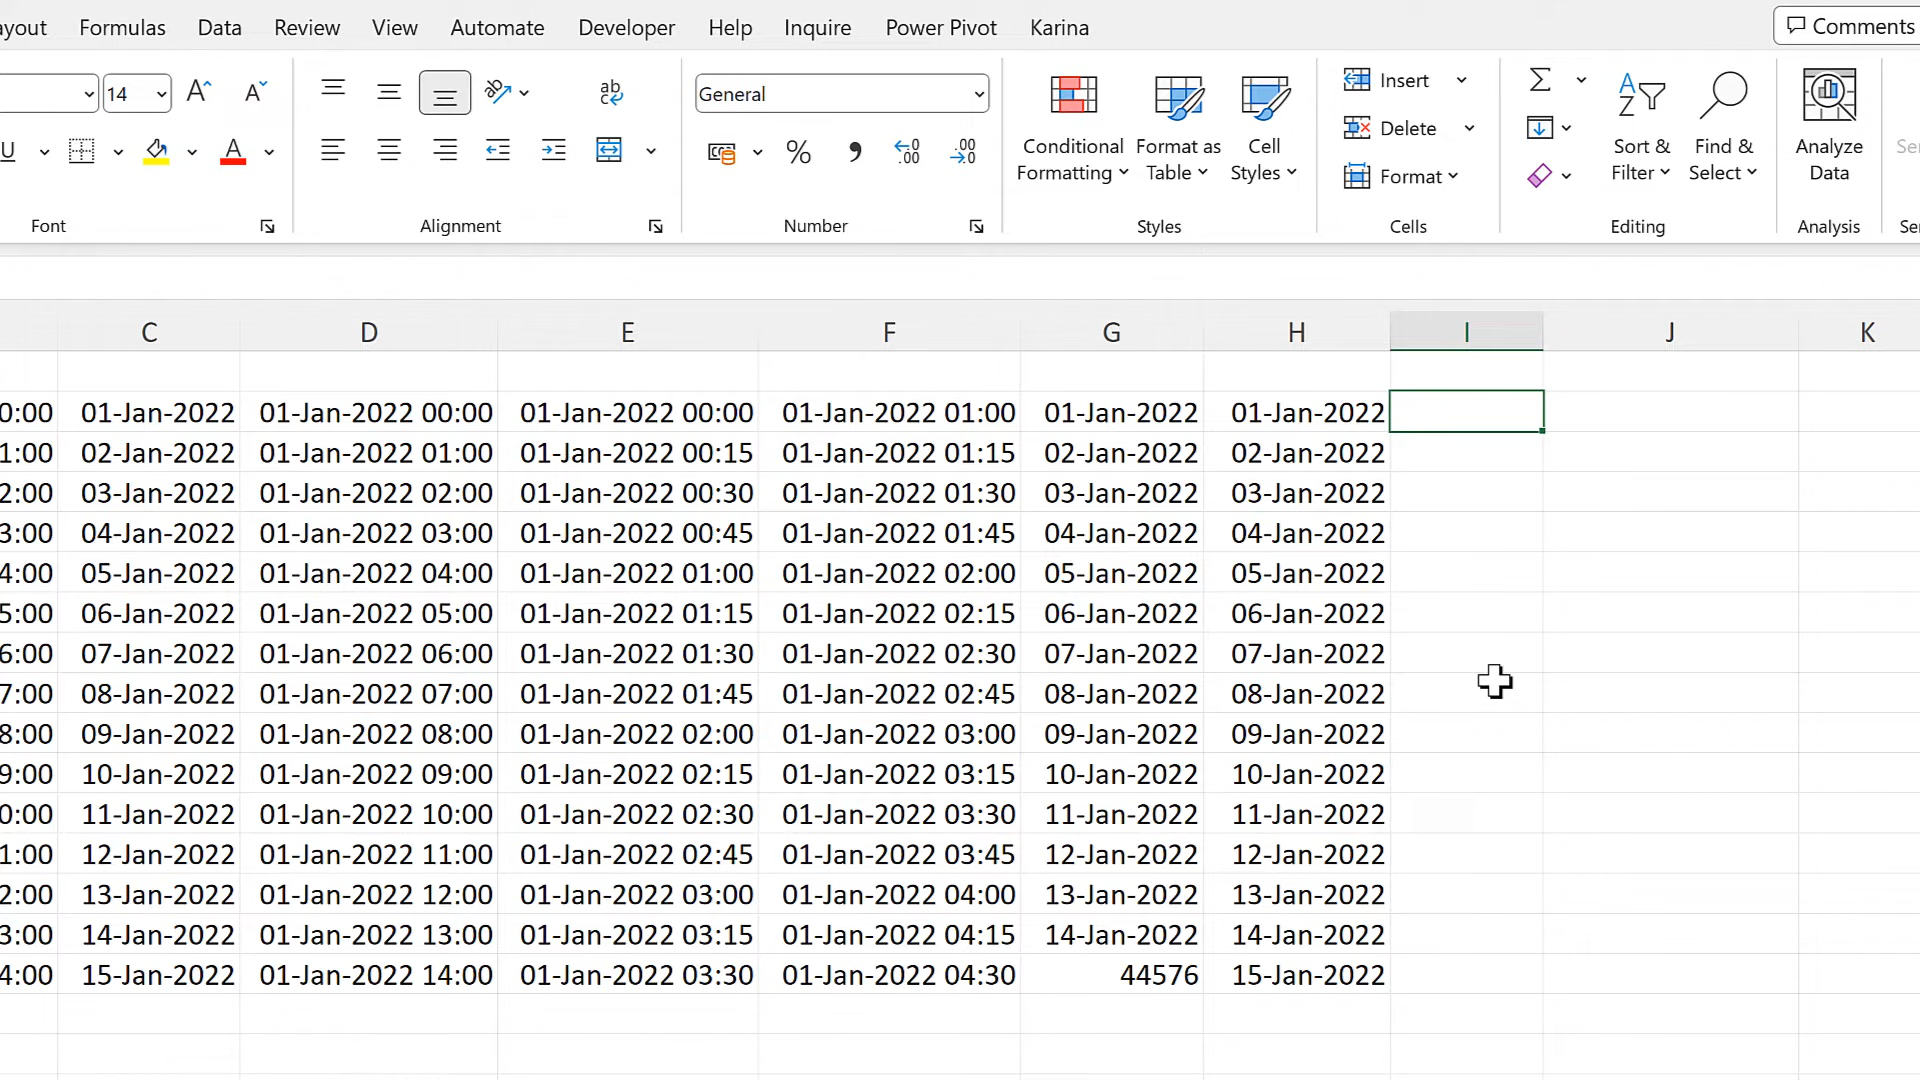 ayout Formulas Data Review View Automate Developer Help Inquire Power Pivot Karina Comments
14 A A ab General Insert Σ A Z
U A % , .00 .00 Conditional Formatting Format as Table Cell Styles Delete Format Sort & Filter Find & Select Analyze Data Se
Font Alignment Number Styles Cells Editing Analysis Se
C D E F G H I J K
0:00 01-Jan-2022 01-Jan-2022 00:00 01-Jan-2022 00:00 01-Jan-2022 01:00 01-Jan-2022 01-Jan-2022
1:00 02-Jan-2022 01-Jan-2022 01:00 01-Jan-2022 00:15 01-Jan-2022 01:15 02-Jan-2022 02-Jan-2022
2:00 03-Jan-2022 01-Jan-2022 02:00 01-Jan-2022 00:30 01-Jan-2022 01:30 03-Jan-2022 03-Jan-2022
3:00 04-Jan-2022 01-Jan-2022 03:00 01-Jan-2022 00:45 01-Jan-2022 01:45 04-Jan-2022 04-Jan-2022
4:00 05-Jan-2022 01-Jan-2022 04:00 01-Jan-2022 01:00 01-Jan-2022 02:00 05-Jan-2022 05-Jan-2022
5:00 06-Jan-2022 01-Jan-2022 05:00 01-Jan-2022 01:15 01-Jan-2022 02:15 06-Jan-2022 06-Jan-2022
6:00 07-Jan-2022 01-Jan-2022 06:00 01-Jan-2022 01:30 01-Jan-2022 02:30 07-Jan-2022 07-Jan-2022
7:00 08-Jan-2022 01-Jan-2022 07:00 01-Jan-2022 01:45 01-Jan-2022 02:45 08-Jan-2022 08-Jan-2022
8:00 09-Jan-2022 01-Jan-2022 08:00 01-Jan-2022 02:00 01-Jan-2022 03:00 09-Jan-2022 09-Jan-2022
9:00 10-Jan-2022 01-Jan-2022 09:00 01-Jan-2022 02:15 01-Jan-2022 03:15 10-Jan-2022 10-Jan-2022
0:00 11-Jan-2022 01-Jan-2022 10:00 01-Jan-2022 02:30 01-Jan-2022 03:30 11-Jan-2022 11-Jan-2022
1:00 12-Jan-2022 01-Jan-2022 11:00 01-Jan-2022 02:45 01-Jan-2022 03:45 12-Jan-2022 12-Jan-2022
2:00 13-Jan-2022 01-Jan-2022 12:00 01-Jan-2022 03:00 01-Jan-2022 04:00 13-Jan-2022 13-Jan-2022
3:00 14-Jan-2022 01-Jan-2022 13:00 01-Jan-2022 03:15 01-Jan-2022 04:15 14-Jan-2022 14-Jan-2022
4:00 15-Jan-2022 01-Jan-2022 14:00 01-Jan-2022 03:30 01-Jan-2022 04:30 44576 15-Jan-2022